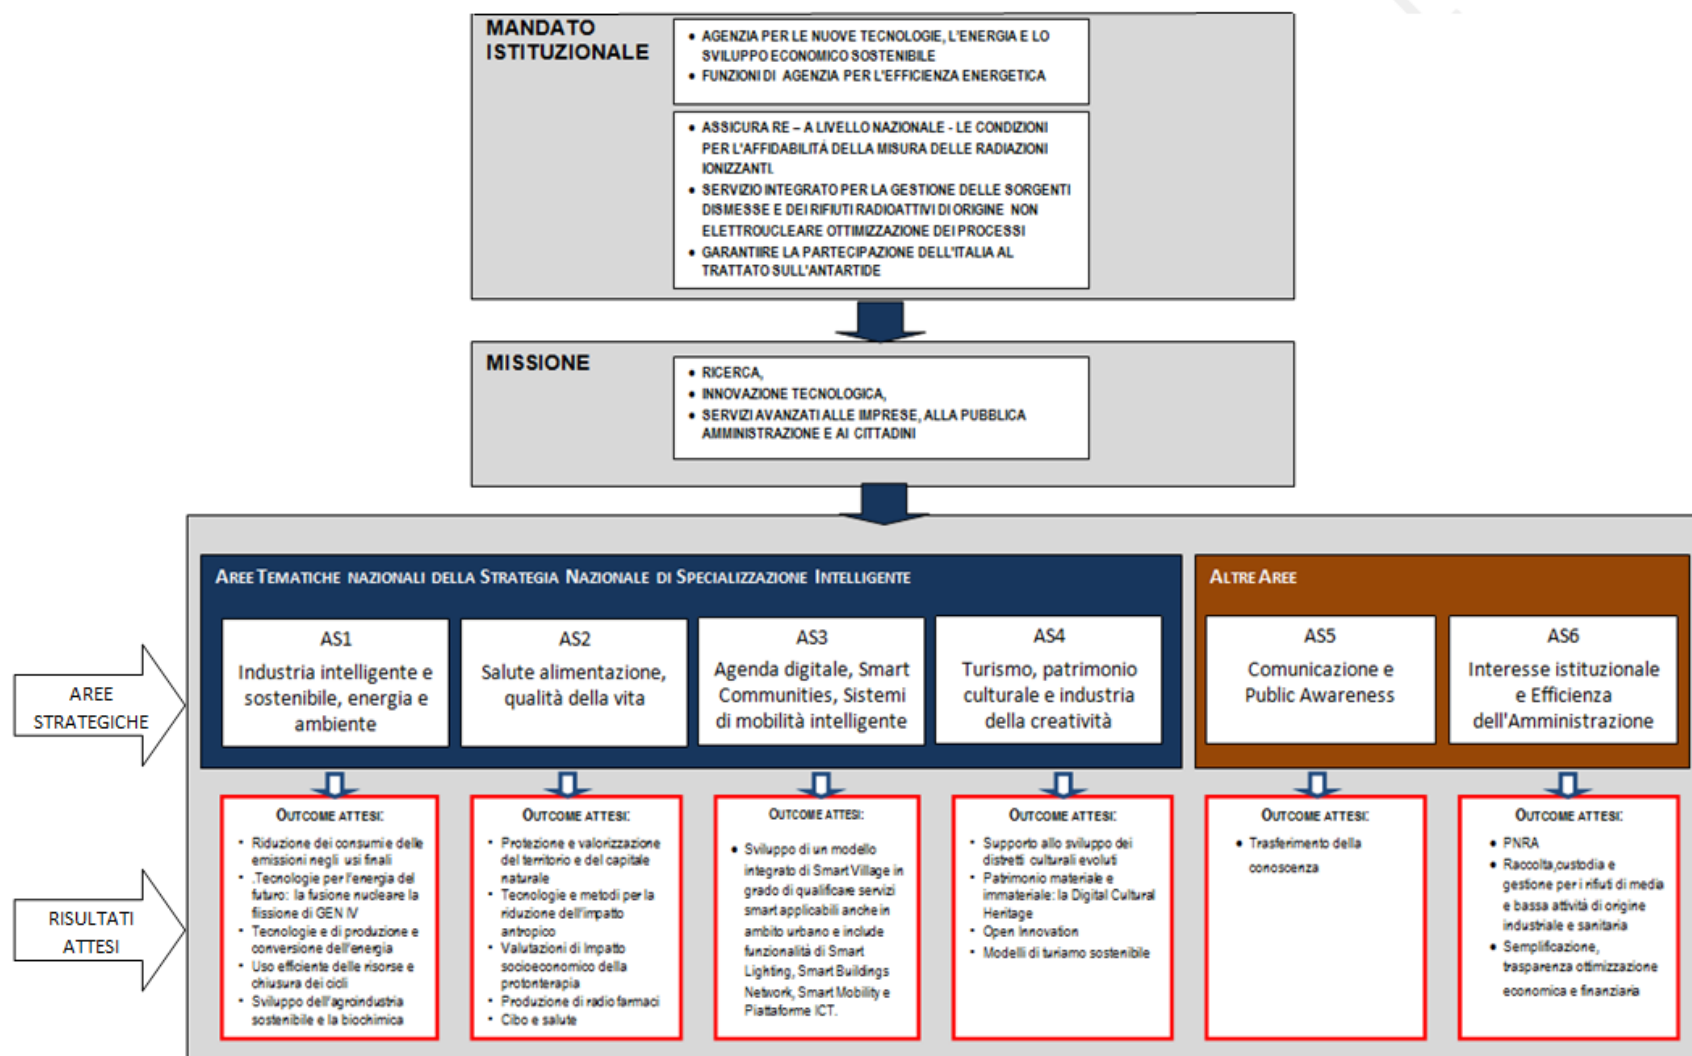 MANDATO
ISTITUZIONALE
• AGENZIA PER LE NUOVE TECNOLOGIE, L'ENERGIA E LO
SVILUPPO ECONOMICO SOSTENIBILE
• FUNZIONI DI AGENZIA PER L'EFFICIENZA ENERGETICA
• ASSICURA RE – A LIVELLO NAZIONALE - LE CONDIZIONI
PER L'AFFIDABILITÀ DELLA MISURA DELLE RADIAZIONI
IONIZZANTI.
• SERVIZIO INTEGRATO PER LA GESTIONE DELLE SORGENTI
DISMESSE E DEI RIFIUTI RADIOATTIVI DI ORIGINE NON
ELETTROUCLEARE OTTIMIZZAZIONE DEI PROCESSI
• GARANTIIRE LA PARTECIPAZIONE DELL'ITALIA AL
TRATTATO SULL'ANTARTIDE
MISSIONE
• RICERCA,
• INNOVAZIONE TECNOLOGICA,
• SERVIZI AVANZATI ALLE IMPRESE, ALLA PUBBLICA
AMMINISTRAZIONE E AI CITTADINI
AREE TEMATICHE NAZIONALI DELLA STRATEGIA NAZIONALE DI SPECIALIZZAZIONE INTELLIGENTE
ALTRE AREE
AREE
STRATEGICHE
AS1
Industria intelligente e
sostenibile, energia e
ambiente
AS2
Salute alimentazione,
qualità della vita
AS3
Agenda digitale, Smart
Communities, Sistemi
di mobilità intelligente
AS4
Turismo, patrimonio
culturale e industria
della creatività
AS5
Comunicazione e
Public Awareness
AS6
Interesse istituzionale
e Efficienza
dell'Amministrazione
RISULTATI
ATTESI
OUTCOME ATTESI:
• Riduzione dei consumi e delle
emissioni negli usi finali
• .Tecnologie per l'energia del
futuro: la fusione nucleare la
fiissione di GEN IV
• Tecnologie e di produzione e
conversione dell'energia
• Uso efficiente delle risorse e
chiusura dei cicli
• Sviluppo dell'agroindustria
sostenibile e la biochimica
OUTCOME ATTESI:
• Protezione e valorizzazione
del territorio e del capitale
naturale
• Tecnologie e metodi per la
riduzione dell'impatto
antropico
• Valutazioni di Impatto
socioeconomico della
protonterapia
• Produzione di radio farmaci
• Cibo e salute
OUTCOME ATTESI:
• Sviluppo di un modello
integrato di Smart Village in
grado di qualificare servizi
smart applicabili anche in
ambito urbano e include
funzionalità di Smart
Lighting, Smart Buildings
Network, Smart Mobility e
Piattaforme ICT.
OUTCOME ATTESI:
• Supporto allo sviluppo dei
distretti culturali evoluti
• Patrimonio materiale e
immateriale: la Digital Cultural
Heritage
• Open Innovation
• Modelli di turiamo sostenibile
OUTCOME ATTESI:
• Trasferimento della
conoscenza
OUTCOME ATTESI:
• PNRA
• Raccolta,custodia e
gestione per i rifiuti di media
e bassa attività di origine
industriale e sanitaria
• Semplificazione,
trasparenza ottimizzazione
economica e finanziaria